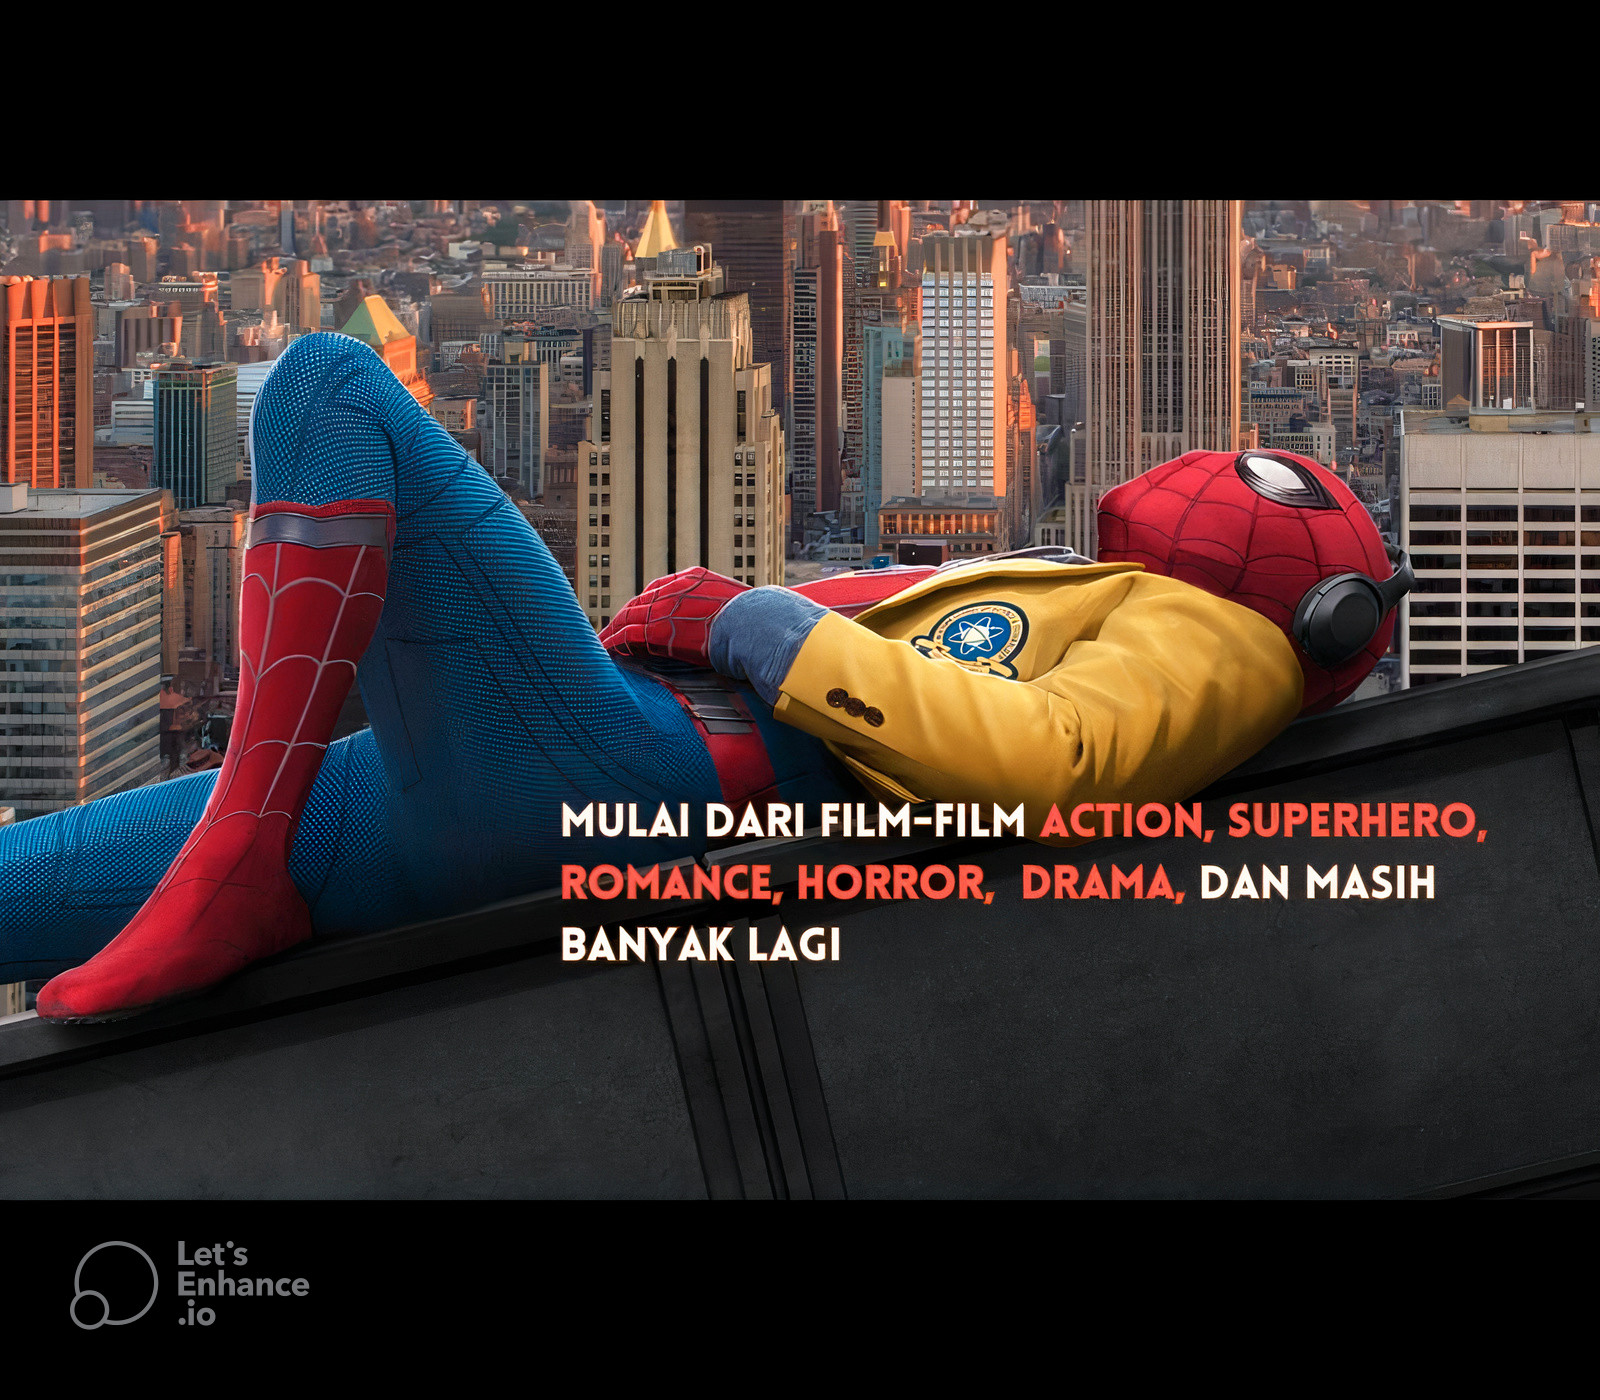 MULAI DARI FILM-FILM ACTION, SUPERHERO,
ROMANCE, HORROR, DRAMA, DAN MASIH
BANYAK LAGI
Let's
Enhance
.io